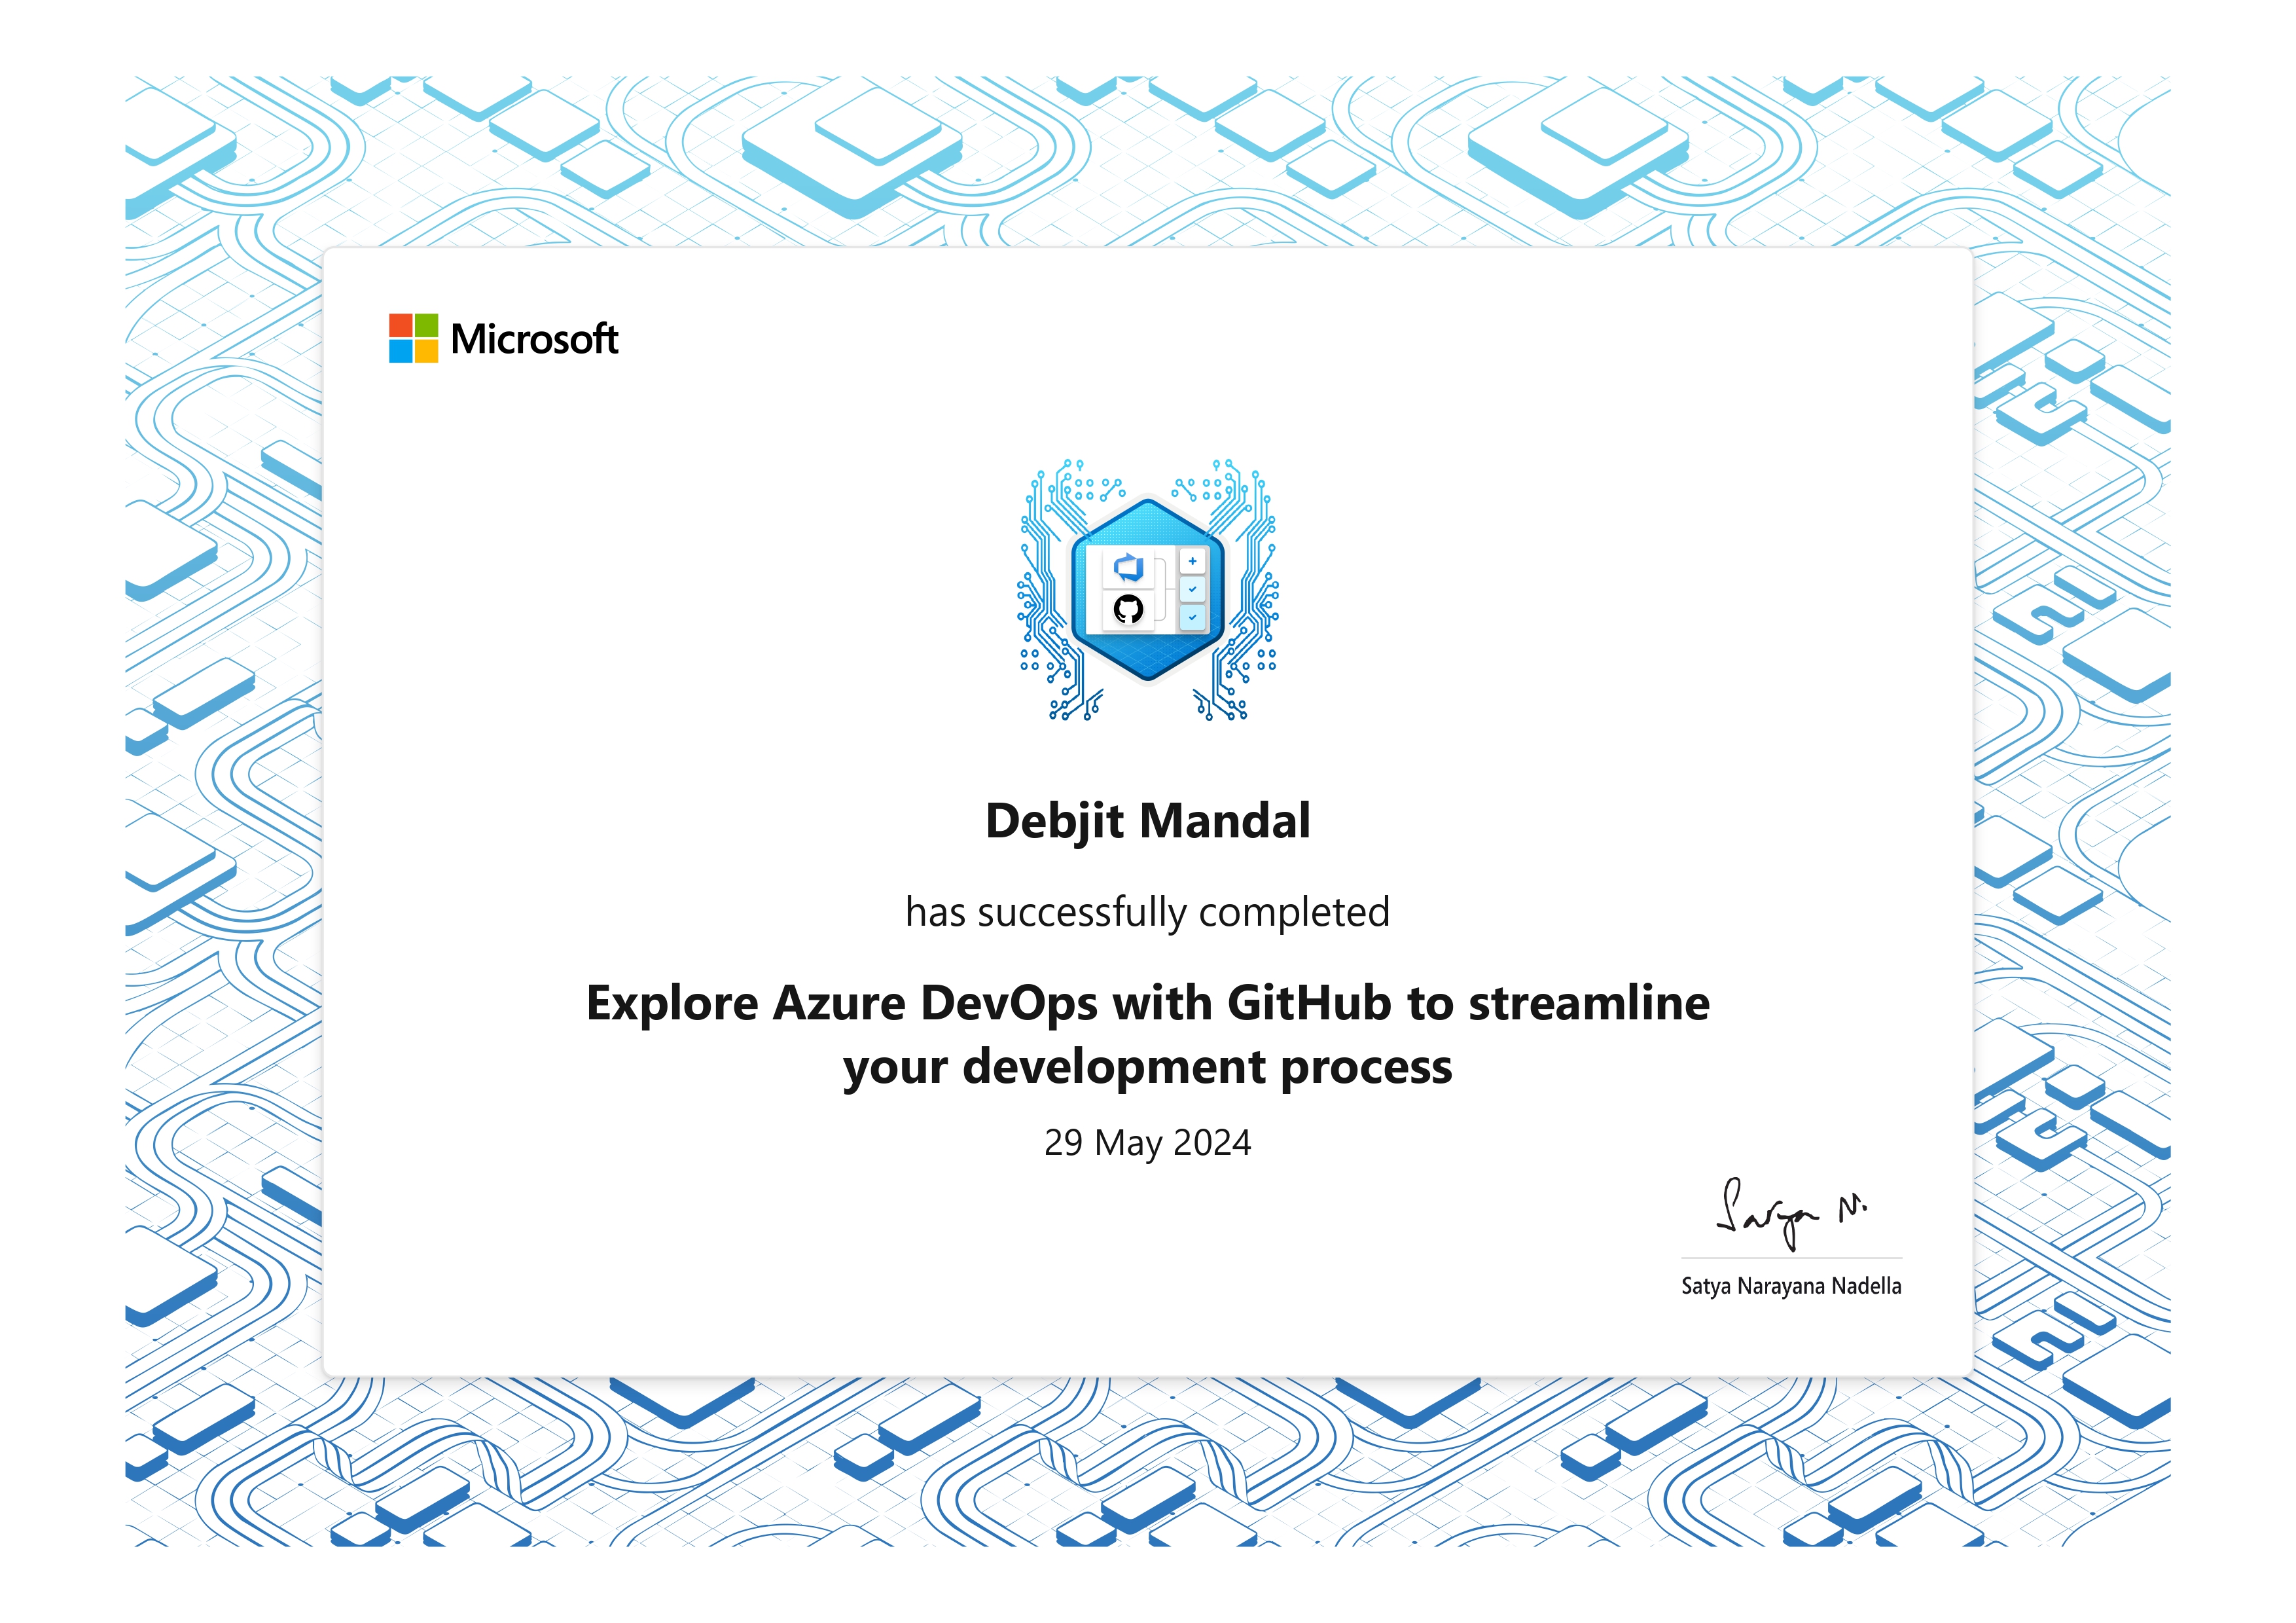 Microsoft
Debjit Mandal
has successfully completed
Explore Azure DevOps with GitHub to streamline
your development process
29 May 2024
Satya N.
Satya Narayana Nadella